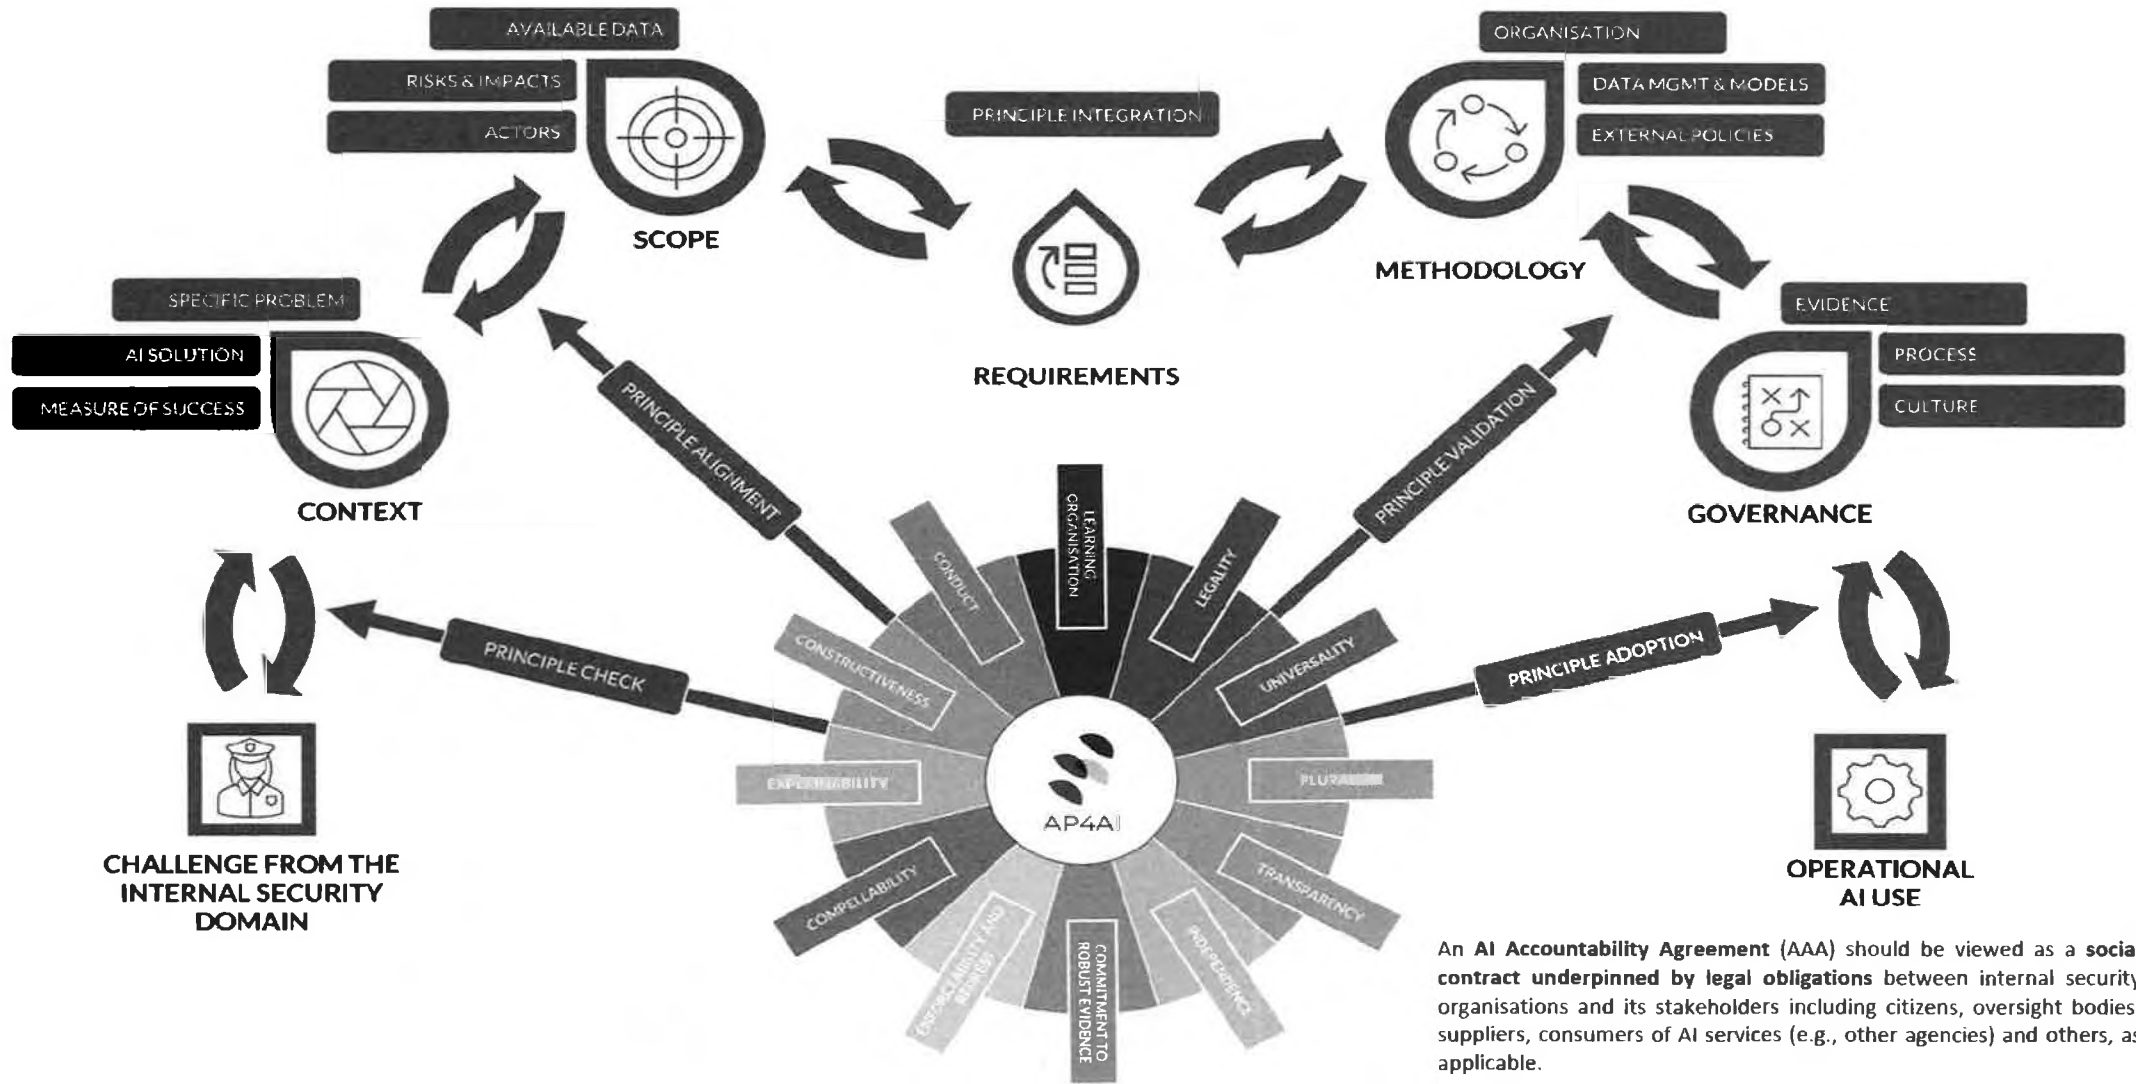 AVAILABLE DATA
RISKS & IMPACTS
ACTORS
SCOPE
PRINCIPLE INTEGRATION
REQUIREMENTS
ORGANISATION
DATA MGMT & MODELS
EXTERNAL POLICIES
METHODOLOGY
SPECIFIC PROBLEM
AI SOLUTION
MEASURE OF SUCCESS
CONTEXT
EVIDENCE
PROCESS
CULTURE
GOVERNANCE
PRINCIPLE ALIGNMENT
PRINCIPLE VALIDATION
PRINCIPLE CHECK
PRINCIPLE ADOPTION
LEARNING
ORGANISATION
LEGALITY
UNIVERSALITY
TRANSPARENCY
INDEPENDENCE
COMMITMENT TO
ROBUST EVIDENCE
ENFORCEABILITY AND
REDRESS
COMPELLABILITY
EXPLAINABILITY
CONSTRUCTIVENESS
CONDUCT
AP4AI
CHALLENGE FROM THE
INTERNAL SECURITY
DOMAIN
OPERATIONAL
AI USE
An AI Accountability Agreement (AAA) should be viewed as a socia
contract underpinned by legal obligations between internal security
organisations and its stakeholders including citizens, oversight bodies
suppliers, consumers of AI services (e.g., other agencies) and others, as
applicable.